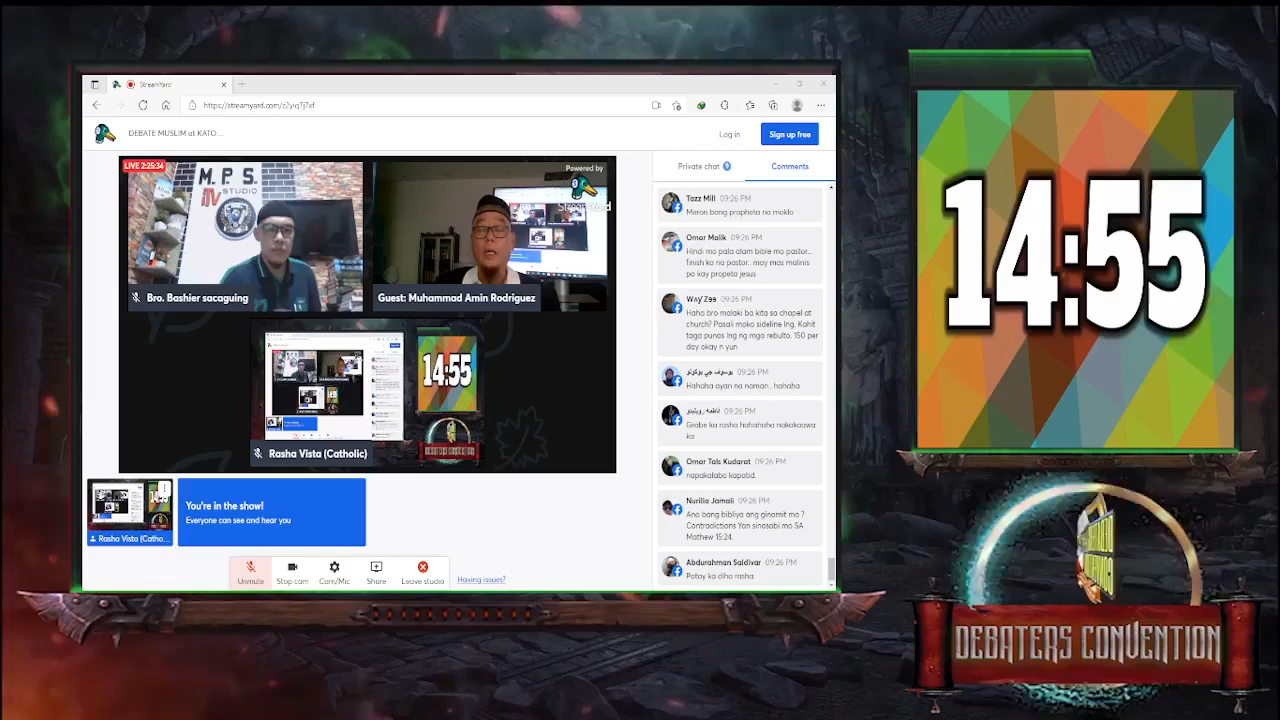 StreamYard
https://streamyard.com/z2yiq7j7xf
DEBATE MUSLIM at KATO...
Log in
Sign up free
LIVE 2:25:34
M.P.S.
TV
STUDIO
Bro. Bashier sacaguing
Powered by
StreamYard
Guest: Muhammad Amin Rodriguez
14:55
DEBATERS CONVENTION
Rasha Vista (Catholic)
Rasha Vista (Catho...
You're in the show!
Everyone can see and hear you
Unmute
Stop cam
Cam/Mic
Share
Leave studio
Having issues?
Private chat
Comments
Tazz Mill 09:26 PM
Meron bang propheta na moklo
Omar Malik 09:26 PM
Hindi mo pala alam bible mo pastor...
finish ka na pastor.. may mas malinis
pa kay propeta jesus
09:26 PM
Haha bro malaki ba kita sa chapel at
church? Pasali moko sideline lng. Kahit
taga punas lng ng mga rebulto. 150 per
day okay n yun
09:26 PM
Hahaha ayan na naman.. hahaha
09:26 PM
Grabe ka rasha hahahaha nakakaawa
ka
Omar Tals Kudarat 09:26 PM
napakalabo kapatid.
Nurilla Jamali 09:26 PM
Ano bang bibliya ang ginamit mo ?
Contradictions Yan sinasabi mo SA
Mathew 15:24.
Abdurahman Saldivar 09:26 PM
Patay ka diha rasha
14:55
DEBATERS CONVENTION